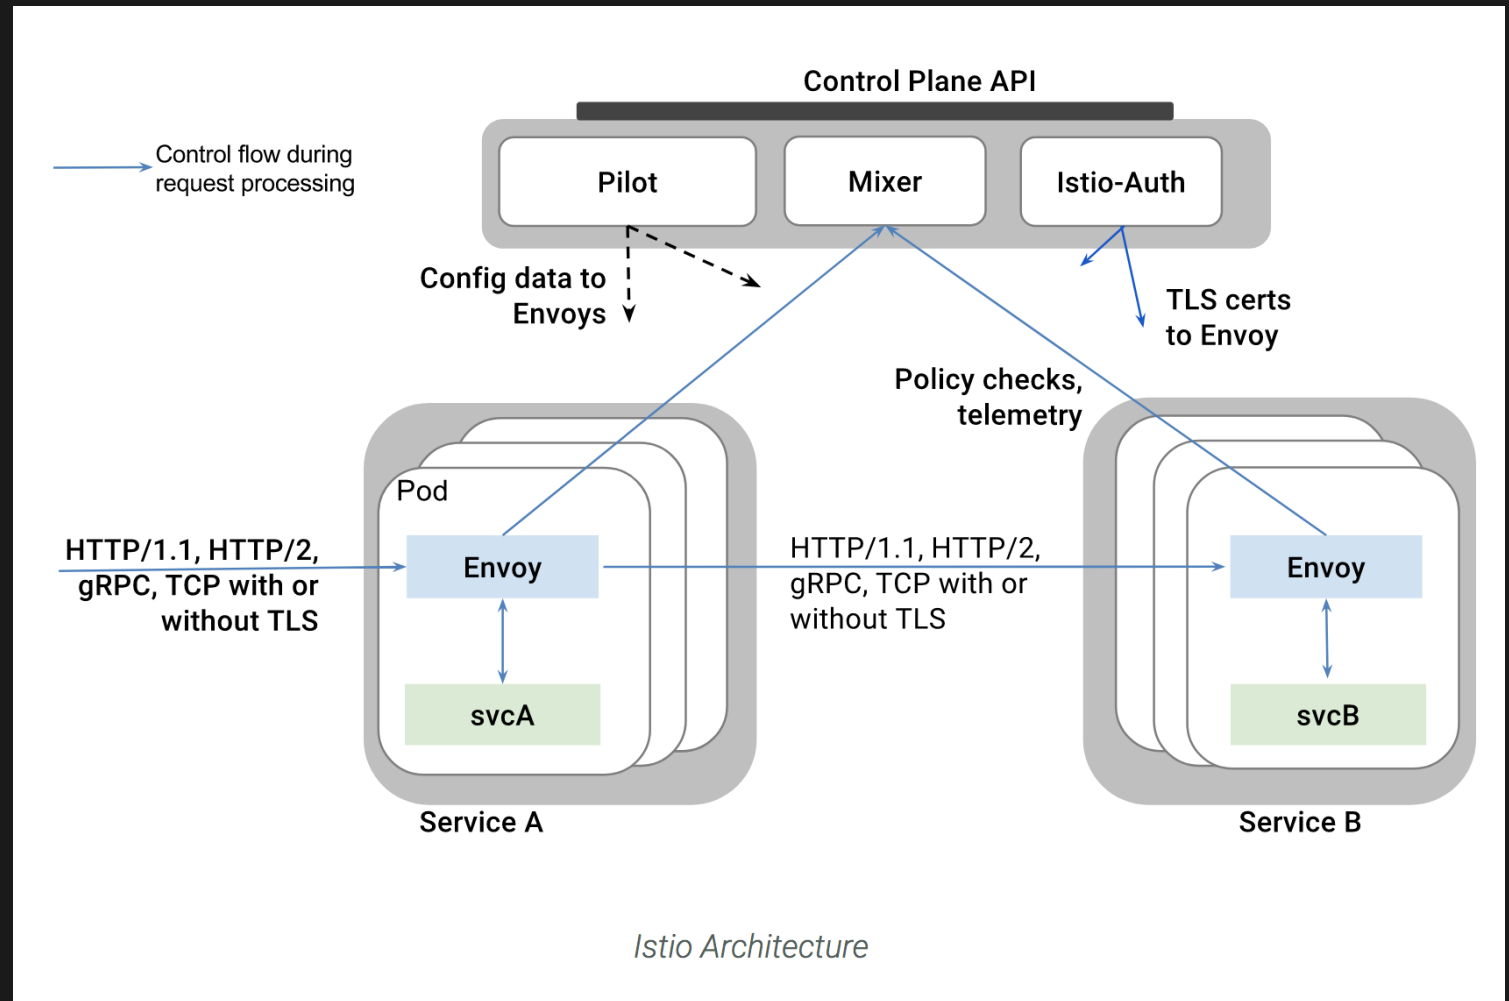 Control Plane API
Control flow during
request processing
Pilot
Mixer
Istio-Auth
Config data to
Envoys
TLS certs
to Envoy
Policy checks,
telemetry
Pod
HTTP/1.1, HTTP/2,
gRPC, TCP with or
without TLS
Envoy
HTTP/1.1, HTTP/2,
gRPC, TCP with or
without TLS
Envoy
svcA
svcB
Service A
Service B
Istio Architecture